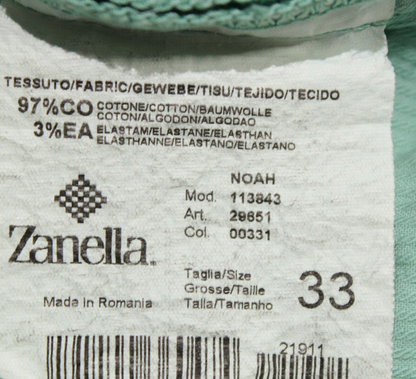 TESSUTO/FABRIC/GEWEBE/TISU/TEJIDO/TECIDO
97%CO COTONE/COTTON/BAUMWOLLE
COTON/ALGODON/ALGODAO
3%EA ELASTAM/ELASTANE/ELASTHAN
ELASTHANNE/ELASTANO/ELASTANO
NOAH
Mod. 113843
Art. 29651
Col. 00331
Zanella.
Taglia/Size
Grosse/Taille
Talla/Tamanho
33
Made in Romania
21911